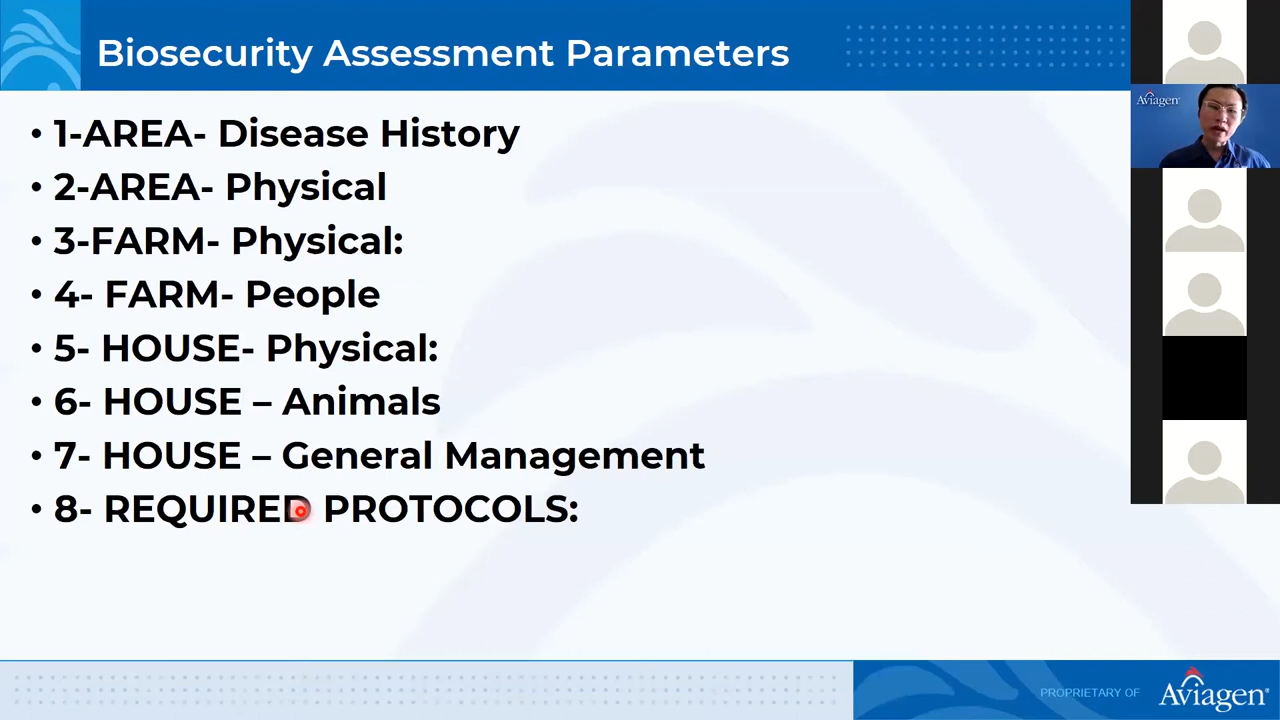 Biosecurity Assessment Parameters
• 1-AREA- Disease History
• 2-AREA- Physical
• 3-FARM- Physical:
• 4- FARM- People
• 5- HOUSE- Physical:
• 6- HOUSE – Animals
• 7- HOUSE – General Management
• 8- REQUIRED PROTOCOLS:
Aviagen
PROPRIETARY OF
Aviagen®